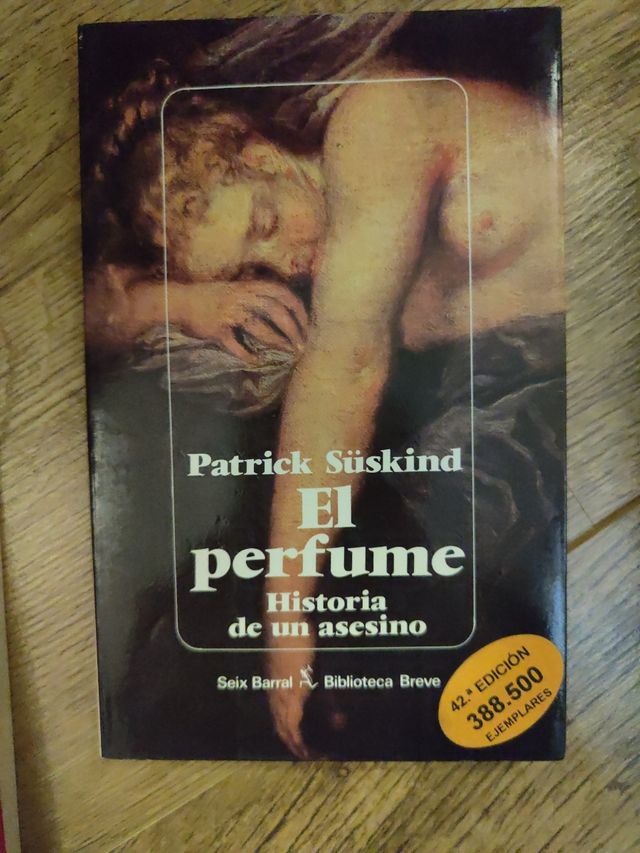 Patrick Süskind
El
perfume
Historia
de un asesino
Seix Barral Biblioteca Breve
42.ª EDICIÓN
388.500
EJEMPLARES